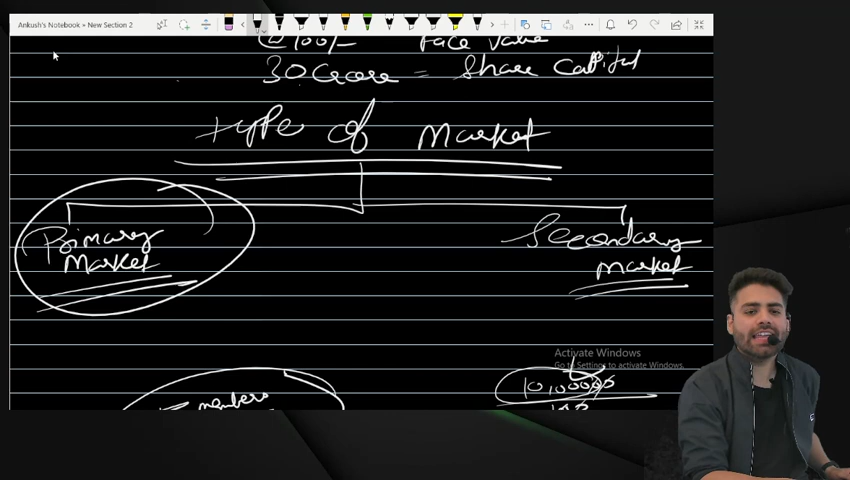 Ankush's Notebook » New Section 2
@ 100/- Face Value
30 Crore = Share Capital
type of Market
Primary
Market
Secondary
Market
Activate Windows
Go to Settings to activate Windows.
members